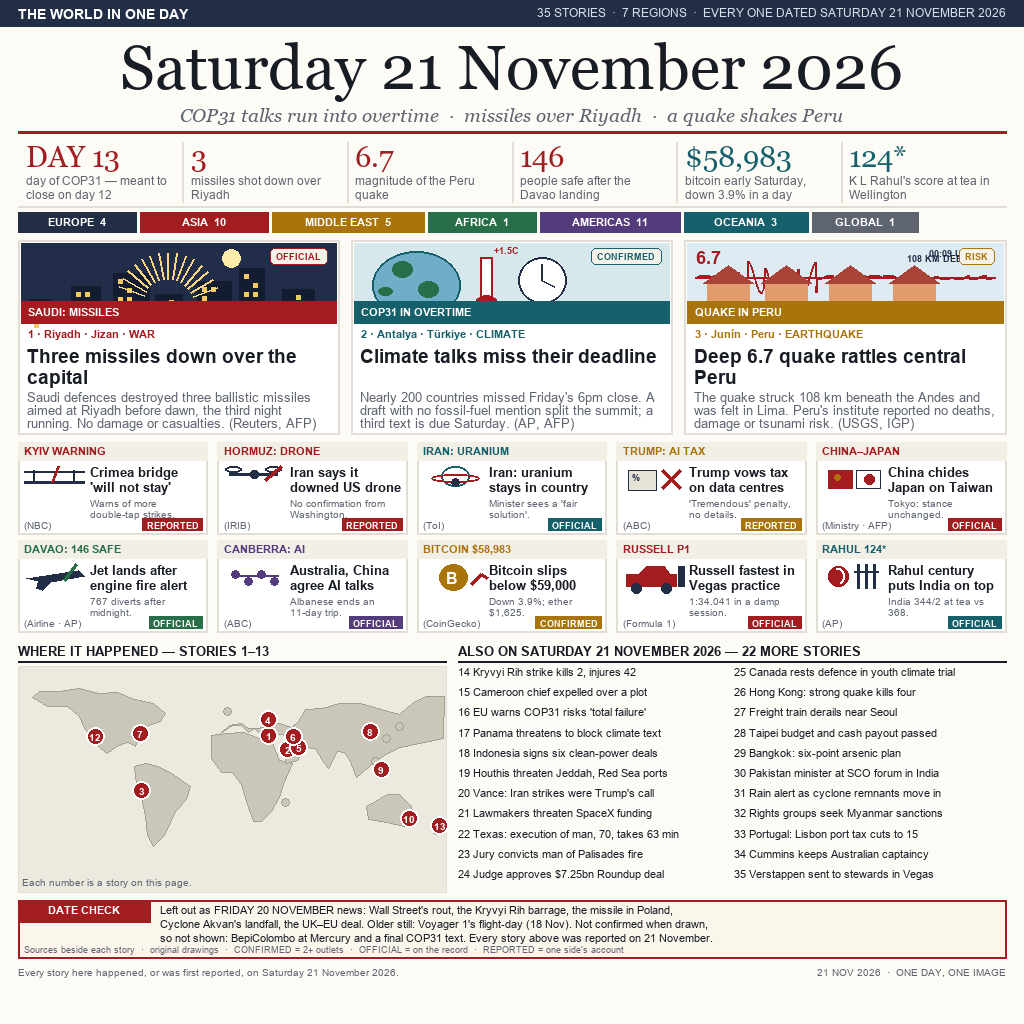 THE WORLD IN ONE DAY
35 STORIES · 7 REGIONS · EVERY ONE DATED SATURDAY 21 NOVEMBER 2026
Saturday 21 November 2026
COP31 talks run into overtime · missiles over Riyadh · a quake shakes Peru
DAY 13
day of COP31 — meant to
close on day 12
3
missiles shot down over
Riyadh
6.7
magnitude of the Peru
quake
146
people safe after the
Davao landing
$58,983
bitcoin early Saturday,
down 3.9% in a day
124*
K L Rahul's score at tea in
Wellington
EUROPE 4
ASIA 10
MIDDLE EAST 5
AFRICA 1
AMERICAS 11
OCEANIA 3
GLOBAL 1
OFFICIAL
SAUDI: MISSILES
1 · Riyadh · Jizan · WAR
Three missiles down over the
capital
Saudi defences destroyed three ballistic missiles
aimed at Riyadh before dawn, the third night
running. No damage or casualties. (Reuters, AFP)
+1.5C
CONFIRMED
COP31 IN OVERTIME
2 · Antalya · Türkiye · CLIMATE
Climate talks miss their deadline
Nearly 200 countries missed Friday's 6pm close. A
draft with no fossil-fuel mention split the summit; a
third text is due Saturday. (AP, AFP)
6.7
00:09
108 KM
RISK
QUAKE IN PERU
3 · Junín · Peru · EARTHQUAKE
Deep 6.7 quake rattles central
Peru
The quake struck 108 km beneath the Andes and
was felt in Lima. Peru's institute reported no deaths,
damage or tsunami risk. (USGS, IGP)
KYIV WARNING
Crimea bridge
'will not stay'
Warns of more
double-tap strikes.
(NBC)
REPORTED
HORMUZ: DRONE
Iran says it
downed US drone
No confirmation from
Washington.
(IRIB)
REPORTED
IRAN: URANIUM
Iran: uranium
stays in country
Minister sees a 'fair
solution'.
(ToI)
OFFICIAL
TRUMP: AI TAX
%
Trump vows tax
on data centres
'Tremendous' penalty,
no details.
(ABC)
REPORTED
CHINA–JAPAN
China chides
Japan on Taiwan
Tokyo: stance
unchanged.
(Ministry · AFP)
OFFICIAL
DAVAO: 146 SAFE
Jet lands after
engine fire alert
767 diverts after
midnight.
(Airline · AP)
OFFICIAL
CANBERRA: AI
Australia, China
agree AI talks
Albanese ends an
11-day trip.
(ABC)
OFFICIAL
BITCOIN $58,983
B
Bitcoin slips
below $59,000
Down 3.9%; ether
$1,625.
(CoinGecko)
CONFIRMED
RUSSELL P1
Russell fastest in
Vegas practice
1:34.041 in a damp
session.
(Formula 1)
OFFICIAL
RAHUL 124*
Rahul century
puts India on top
India 344/2 at tea vs
368.
(AP)
OFFICIAL
WHERE IT HAPPENED — STORIES 1–13
12
7
3
4
1
2
6
5
8
9
10
13
Each number is a story on this page.
ALSO ON SATURDAY 21 NOVEMBER 2026 — 22 MORE STORIES
14 Kryvyi Rih strike kills 2, injures 42
15 Cameroon chief expelled over a plot
16 EU warns COP31 risks 'total failure'
17 Panama threatens to block climate text
18 Indonesia signs six clean-power deals
19 Houthis threaten Jeddah, Red Sea ports
20 Vance: Iran strikes were Trump's call
21 Lawmakers threaten SpaceX funding
22 Texas: execution of man, 70, takes 63 min
23 Jury convicts man of Palisades fire
24 Judge approves $7.25bn Roundup deal
25 Canada rests defence in youth climate trial
26 Hong Kong: strong quake kills four
27 Freight train derails near Seoul
28 Taipei budget and cash payout passed
29 Bangkok: six-point arsenic plan
30 Pakistan minister at SCO forum in India
31 Rain alert as cyclone remnants move in
32 Rights groups seek Myanmar sanctions
33 Portugal: Lisbon port tax cuts to 15
34 Cummins keeps Australian captaincy
35 Verstappen sent to stewards in Vegas
DATE CHECK
Left out as FRIDAY 20 NOVEMBER news: Wall Street's rout, the Kryvyi Rih barrage, the missile in Poland,
Cyclone Akvan's landfall, the UK–EU deal. Older still: Voyager 1's flight-day (18 Nov). Not confirmed when drawn,
so not shown: BepiColombo at Mercury and a final COP31 text. Every story above was reported on 21 November.
Sources beside each story · original drawings · CONFIRMED = 2+ outlets · OFFICIAL = on the record · REPORTED = one side's account
Every story here happened, or was first reported, on Saturday 21 November 2026.
21 NOV 2026 · ONE DAY, ONE IMAGE